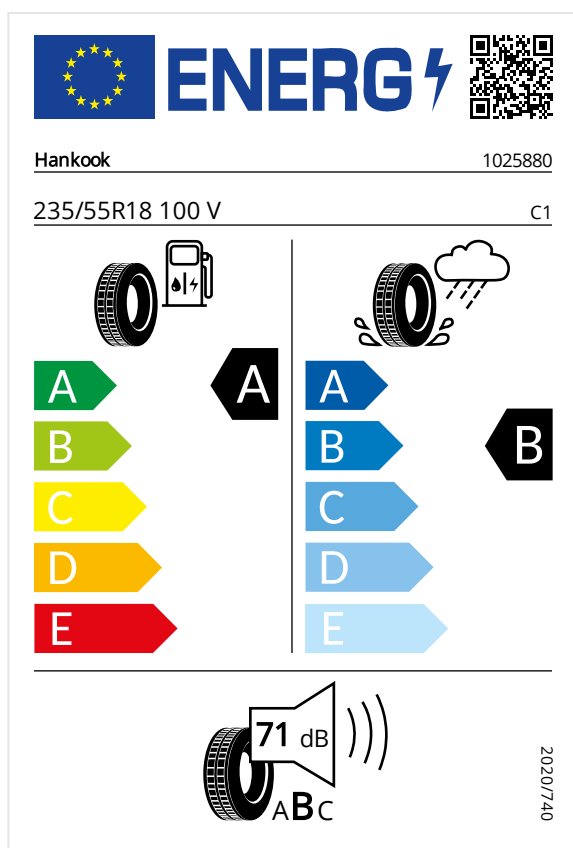 ENERG
Hankook 1025880
235/55R18 100 V C1
A A A
B B B
C C
D D
E E
71 dB
ABC
2020/740